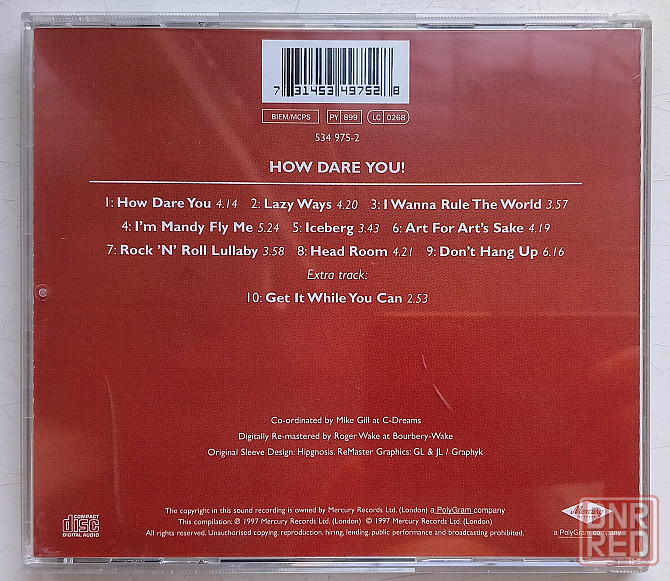 7 31453 49752 8
BIEM/MCPS PY 899 LC 0268
534 975-2
HOW DARE YOU!
1: How Dare You 4.14 2: Lazy Ways 4.20 3: I Wanna Rule The World 3.57
4: I'm Mandy Fly Me 5.24 5: Iceberg 3.43 6: Art For Art's Sake 4.19
7: Rock 'N' Roll Lullaby 3.58 8: Head Room 4.21 9: Don't Hang Up 6.16
Extra track:
10: Get It While You Can 2.53
Co-ordinated by Mike Gill at C-Dreams
Digitally Re-mastered by Roger Wake at Bourbery-Wake
Original Sleeve Design: Hipgnosis. ReMaster Graphics: GL & JL / Graphyk
COMPACT
disc
DIGITAL AUDIO
The copyright in this sound recording is owned by Mercury Records Ltd. (London) a PolyGram company
This compilation: ℗ 1997 Mercury Records Ltd. (London) © 1997 Mercury Records Ltd. (London)
All rights reserved. Unauthorised copying, reproduction, hiring, lending, public performance and broadcasting prohibited.
Mercury
a PolyGram company
UNR
RED